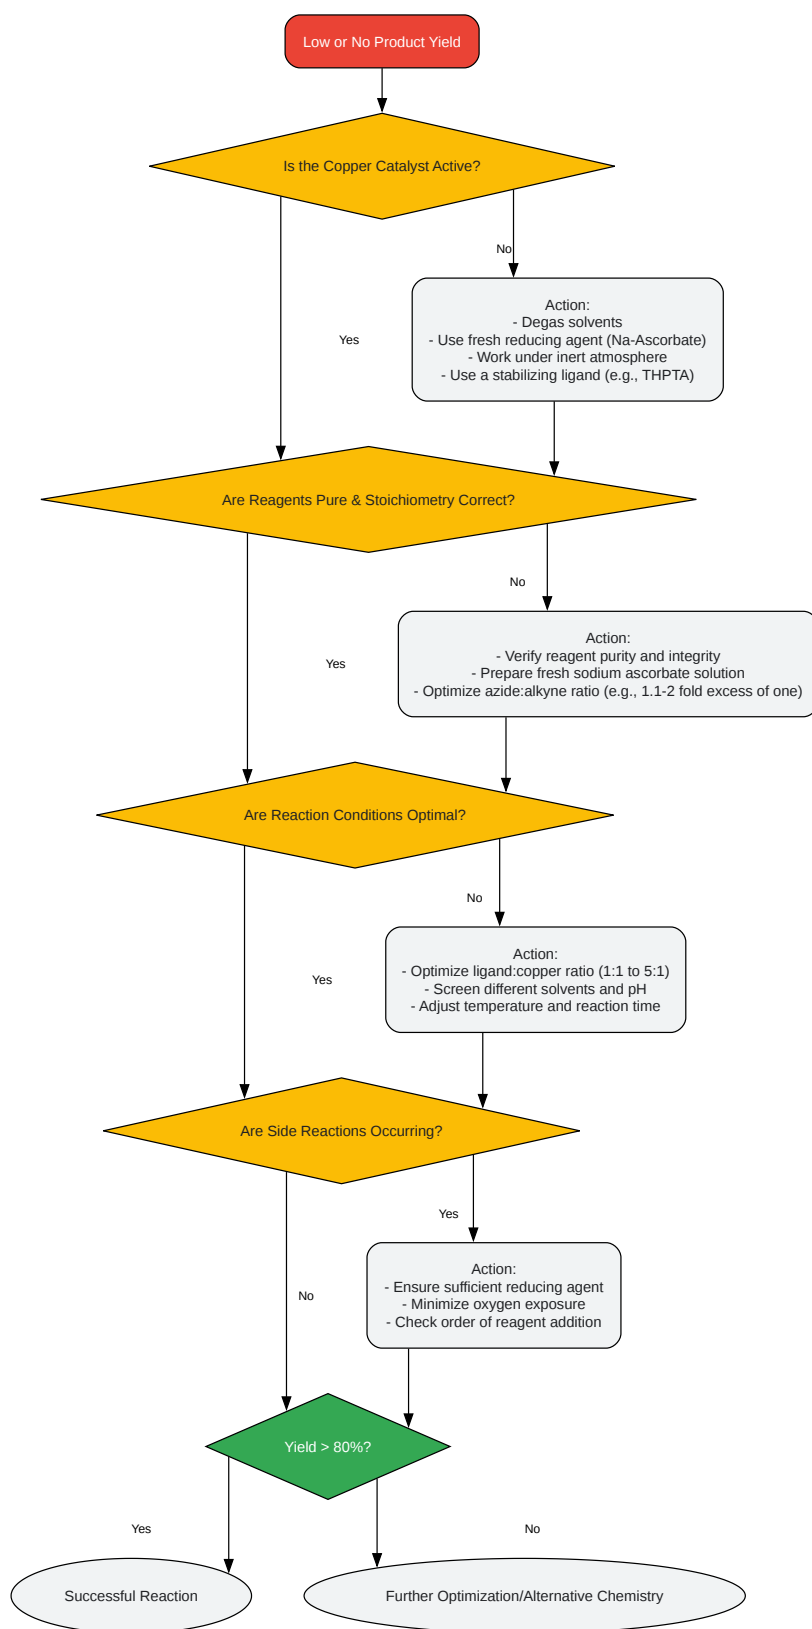 Low or No Product Yield
Is the Copper Catalyst Active?
No
Action:
- Degas solvents
- Use fresh reducing agent (Na-Ascorbate)
- Work under inert atmosphere
- Use a stabilizing ligand (e.g., THPTA)
Yes
Are Reagents Pure & Stoichiometry Correct?
No
Action:
- Verify reagent purity and integrity
- Prepare fresh sodium ascorbate solution
- Optimize azide:alkyne ratio (e.g., 1.1-2 fold excess of one)
Yes
Are Reaction Conditions Optimal?
No
Action:
- Optimize ligand:copper ratio (1:1 to 5:1)
- Screen different solvents and pH
- Adjust temperature and reaction time
Yes
Are Side Reactions Occurring?
Yes
Action:
- Ensure sufficient reducing agent
- Minimize oxygen exposure
- Check order of reagent addition
No
Yield > 80%?
Yes
No
Successful Reaction
Further Optimization/Alternative Chemistry